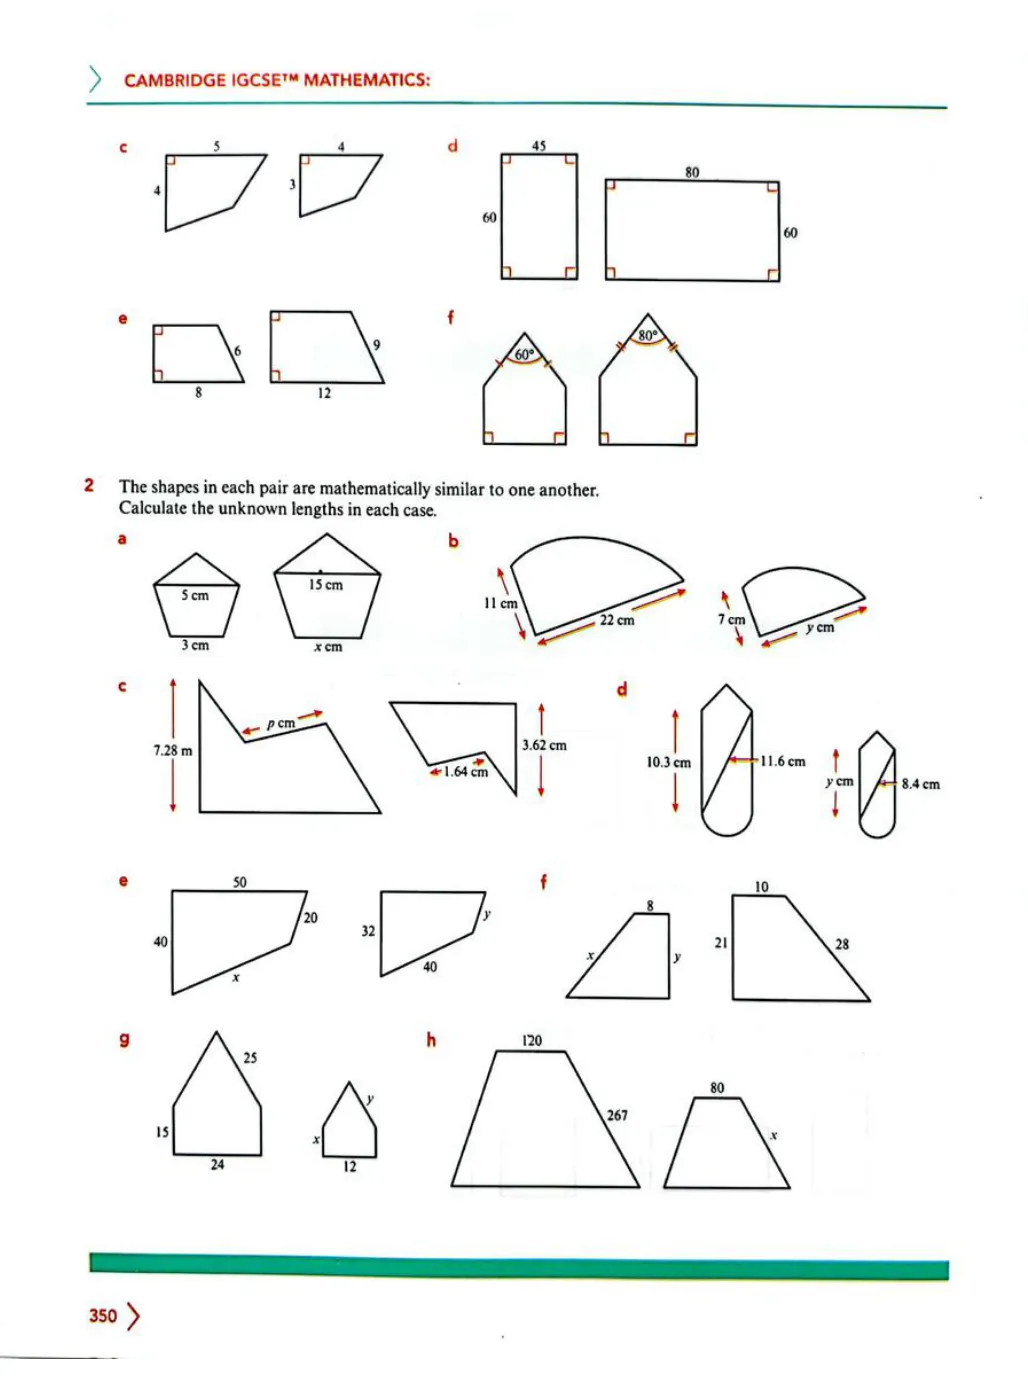 CAMBRIDGE IGCSE™ MATHEMATICS:
c
5
4
4
3
d
45
60
80
60
e
6
8
9
12
f
60°
80°
2 The shapes in each pair are mathematically similar to one another.
Calculate the unknown lengths in each case.
a
5 cm
3 cm
15 cm
x cm
b
11 cm
22 cm
7 cm
y cm
c
7.28 m
p cm
1.64 cm
3.62 cm
d
10.3 cm
11.6 cm
y cm
8.4 cm
e
50
40
20
x
32
y
40
f
8
x
y
10
21
28
g
25
15
24
x
y
12
h
120
267
80
x
350